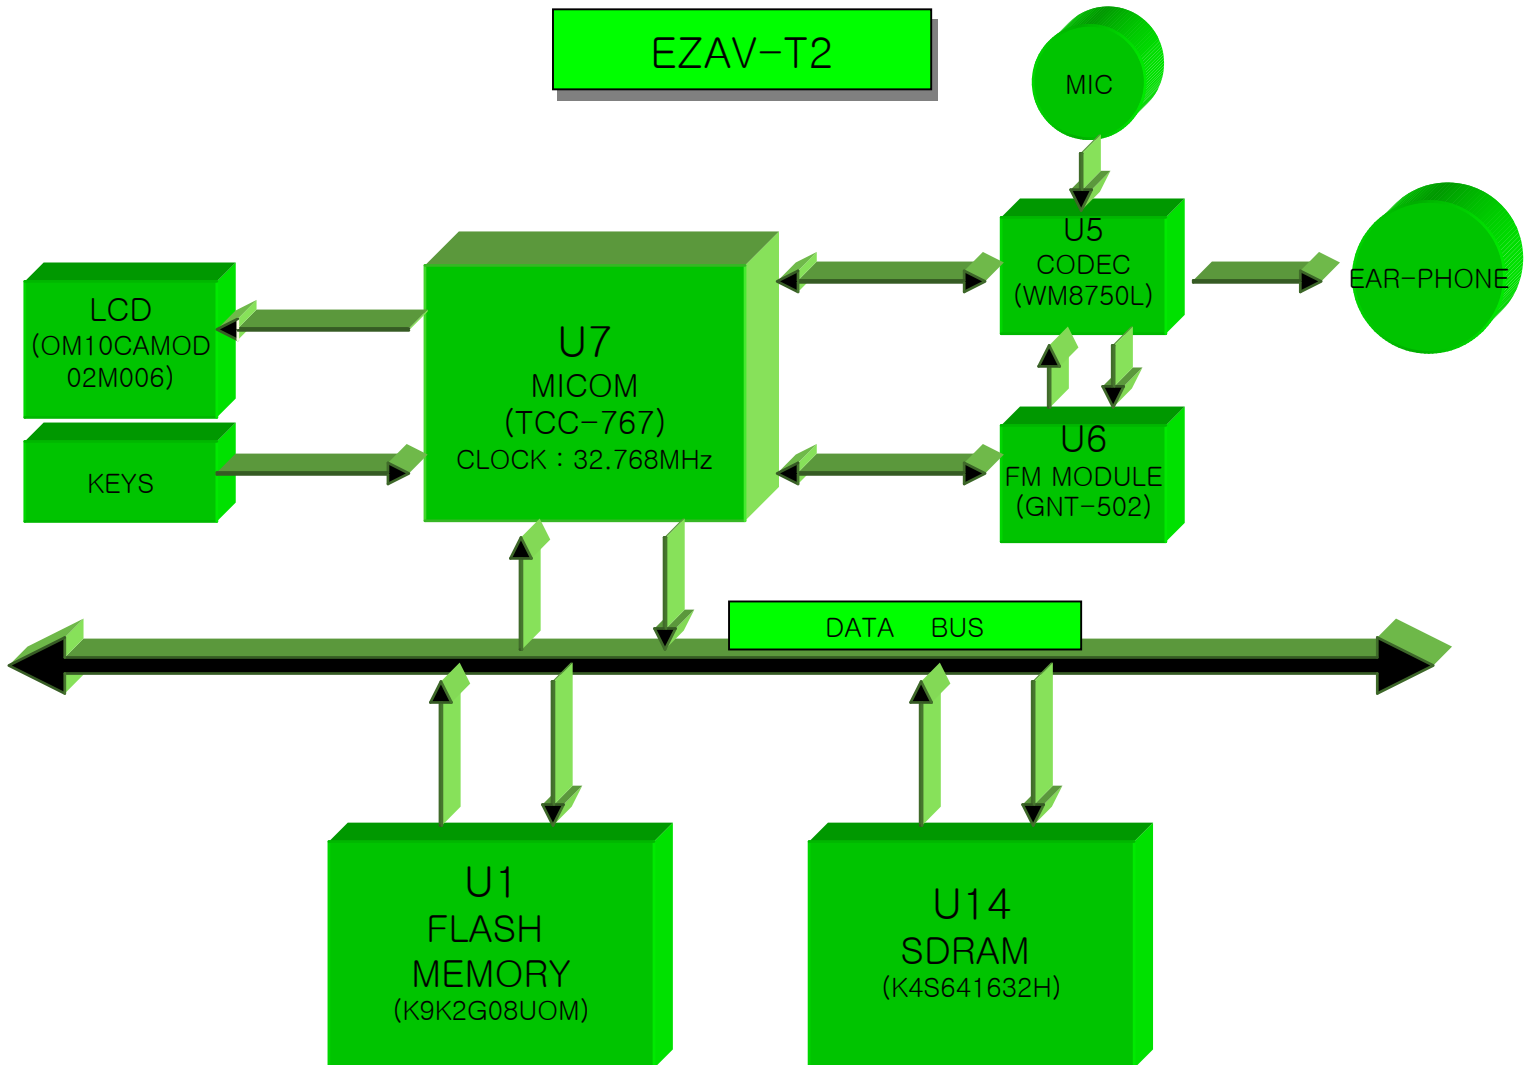 EZAV-T2
MIC
U5
CODEC
(WM8750L)
EAR-PHONE
LCD
(OM10CAMOD
02M006)
U7
MICOM
(TCC-767)
CLOCK : 32.768MHz
KEYS
U6
FM MODULE
(GNT-502)
DATA BUS
U1
FLASH
MEMORY
(K9K2G08UOM)
U14
SDRAM
(K4S641632H)